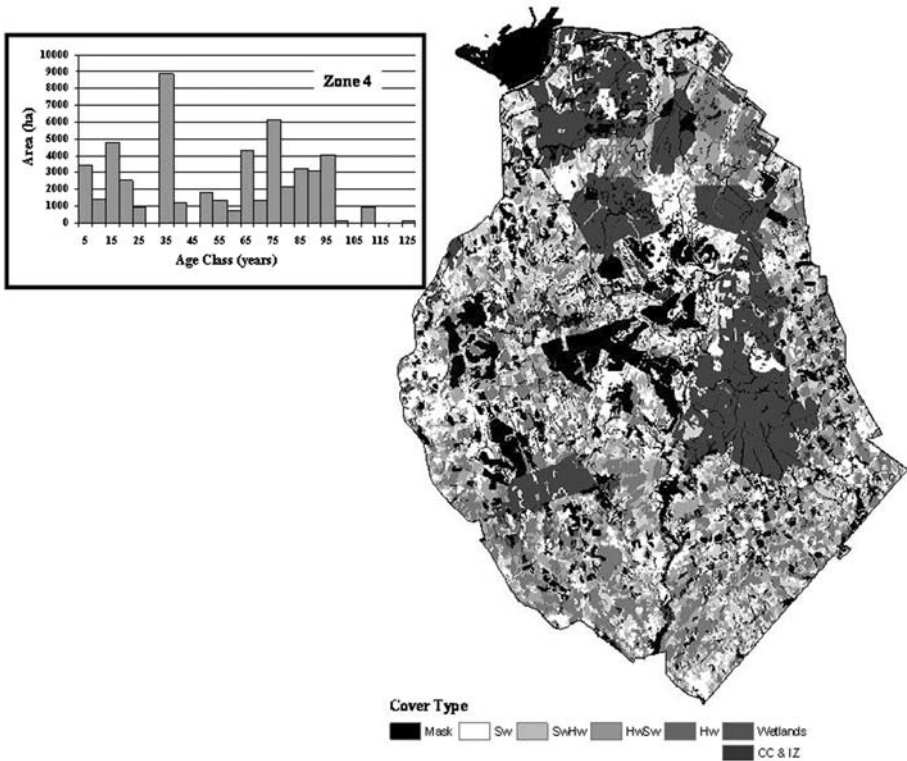 10000
9000
8000
7000
6000
5000
4000
3000
2000
1000
0
Area (ha)
Zone 4
5 15 25 35 45 55 65 75 85 95 105 115 125
Age Class (years)
Cover Type
Mask Sw SwHw HwSw Hw Wetlands
CC & IZ